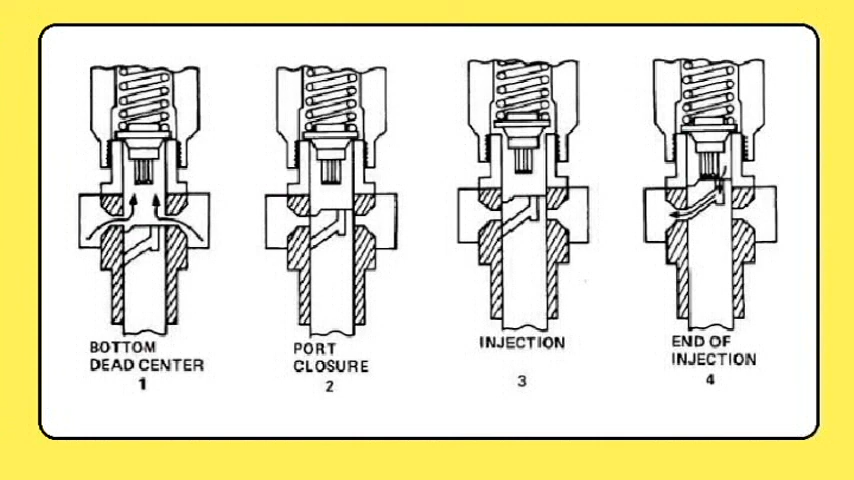 BOTTOM
DEAD CENTER
1
PORT
CLOSURE
2
INJECTION
3
END OF
INJECTION
4